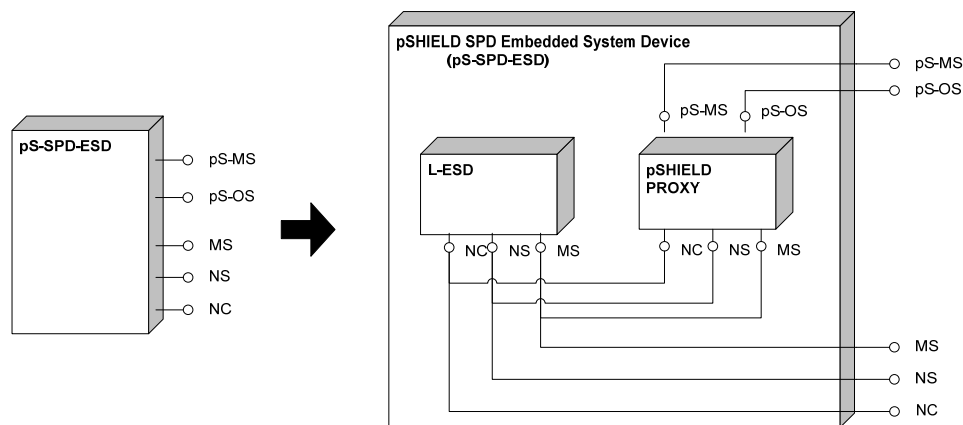 pS-SPD-ESD
pS-MS
pS-OS
MS
NS
NC
pSHIELD SPD Embedded System Device
(pS-SPD-ESD)
pS-MS
pS-OS
pS-MS
pS-OS
L-ESD
pSHIELD
PROXY
NC
NS
MS
NC
NS
MS
MS
NS
NC